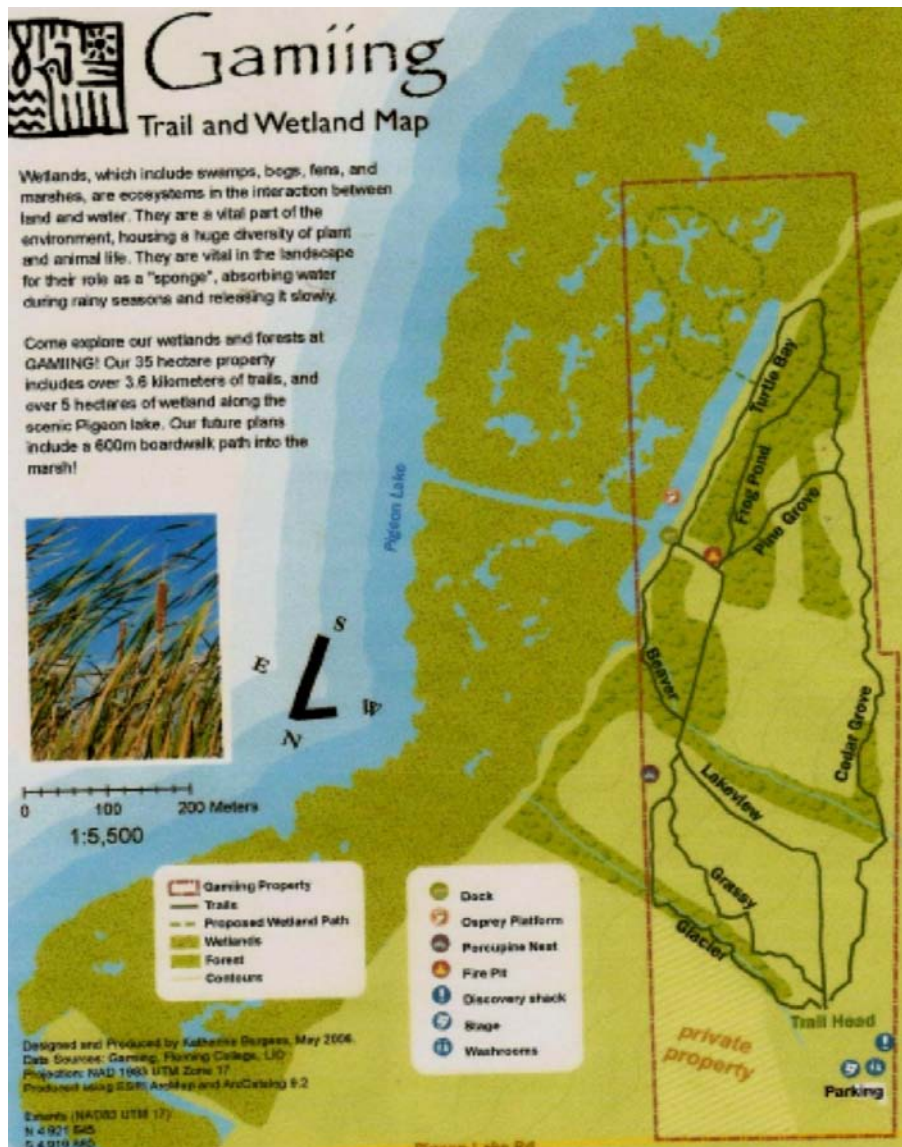 Gamiing
Trail and Wetland Map
Wetlands, which include swamps, bogs, fens, and
marshes, are ecosystems in the interaction between
land and water. They are a vital part of the
environment, housing a huge diversity of plant
and animal life. They are vital in the landscape
for their role as a "sponge", absorbing water
during rainy seasons and releasing it slowly.
Come explore our wetlands and forests at
GAMIING! Our 35 hectare property
includes over 3.6 kilometers of trails, and
over 5 hectares of wetland along the
scenic Pigeon lake. Our future plans
include a 600m boardwalk path into the
marsh!
Pigeon Lake
Turtle Bay
Frog Pond
Pine Grove
Beaver
Cedar Grove
Lakeview
Grassy
Glacier
Trail Head
private
property
Parking
S
E
N
0 100 200 Meters
1:5,500
Gamiing Property
Trails
Proposed Wetland Path
Wetlands
Forest
Contours
Dock
Osprey Platform
Porcupine Nest
Fire Pit
Discovery shack
Stage
Washrooms
Designed and Produced by Katherine Burgess, May 2006.
Data Sources: Gamiing, Fleming College, LIO
Projection: NAD 1983 UTM Zone 17
Produced using ESRI ArcMap and ArcCatalog 9.2
Extents (NAD83 UTM 17)
Pigeon Lake Rd